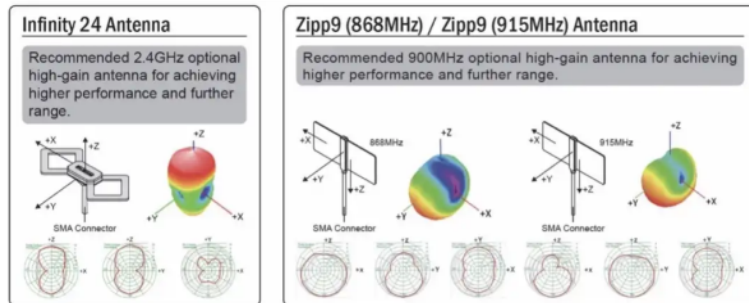 Infinity 24 Antenna
Recommended 2.4GHz optional
high-gain antenna for achieving
higher performance and further
range.
+X
+Z
+Y
SMA Connector
+Z
+Y
+X
+Z
+X
+Z
+Y
+Y
+X
Zipp9 (868MHz) / Zipp9 (915MHz) Antenna
Recommended 900MHz optional high-gain antenna for achieving
higher performance and further range.
+X
868MHz
+Y
+Z
SMA Connector
+Z
+Y
+X
+X
915MHz
+Y
+Z
SMA Connector
+Z
+Y
+X
+Z
+X
+Z
+Y
+Y
+X
+Z
+X
+Z
+Y
+Y
+X